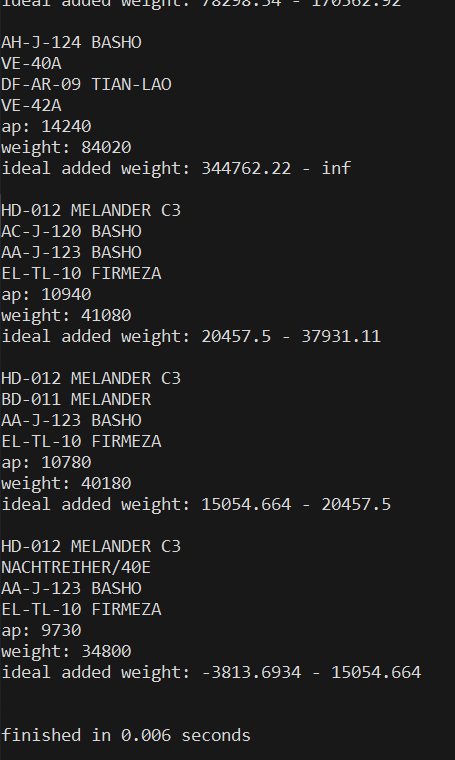 ideal added weight: 78298.54 - 170562.92
AH-J-124 BASHO
VE-40A
DF-AR-09 TIAN-LAO
VE-42A
ap: 14240
weight: 84020
ideal added weight: 344762.22 - inf
HD-012 MELANDER C3
AC-J-120 BASHO
AA-J-123 BASHO
EL-TL-10 FIRMEZA
ap: 10940
weight: 41080
ideal added weight: 20457.5 - 37931.11
HD-012 MELANDER C3
BD-011 MELANDER
AA-J-123 BASHO
EL-TL-10 FIRMEZA
ap: 10780
weight: 40180
ideal added weight: 15054.664 - 20457.5
HD-012 MELANDER C3
NACHTREIHER/40E
AA-J-123 BASHO
EL-TL-10 FIRMEZA
ap: 9730
weight: 34800
ideal added weight: -3813.6934 - 15054.664
finished in 0.006 seconds